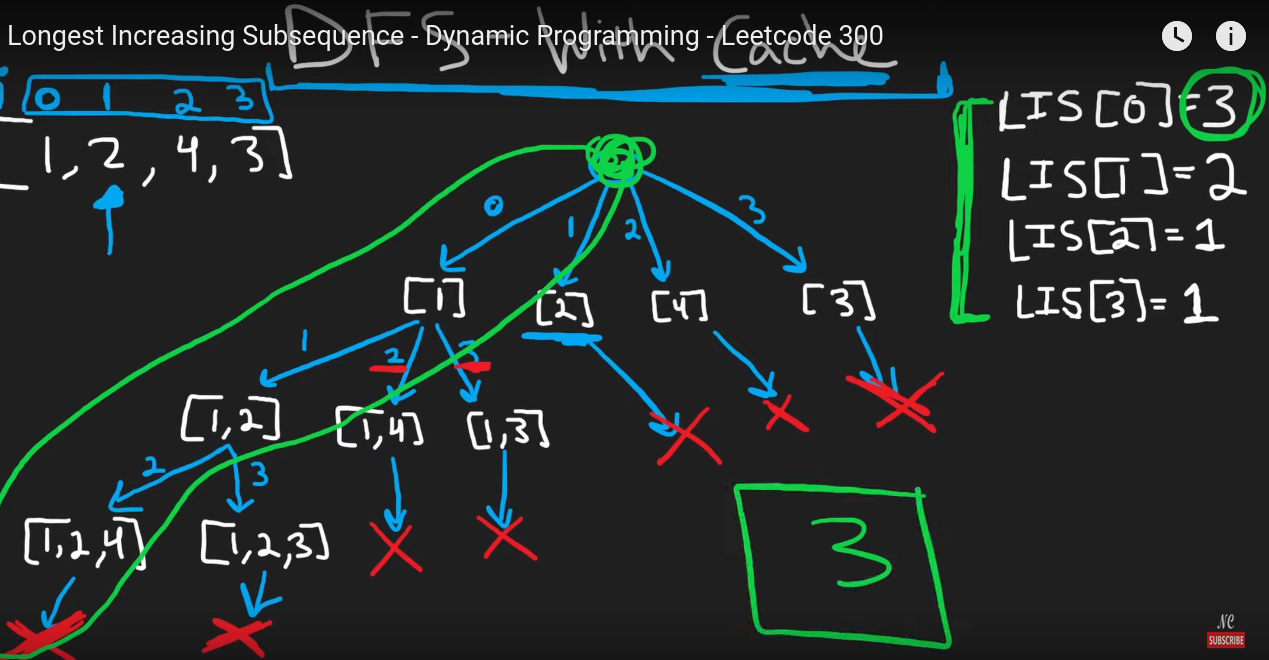 Longest Increasing Subsequence - Dynamic Programming - Leetcode 300
DFS - With Cache
i 0 1 2 3
[1, 2, 4, 3]
LIS[0]=3
LIS[1]=2
LIS[2]=1
LIS[3]=1
0 1 2 3
[1] [2] [4] [3]
1 2 3
[1,2] [1,4] [1,3]
2 3
[1,2,4] [1,2,3]
3
NC
SUBSCRIBE